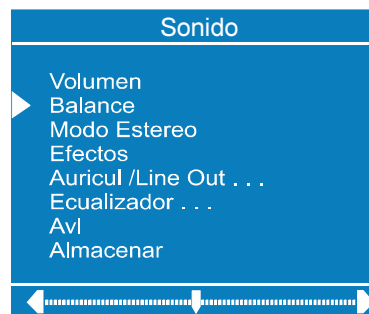 Sonido
Volumen
Balance
Modo Estereo
Efectos
Auricul /Line Out . . .
Ecualizador . . .
Avl
Almacenar